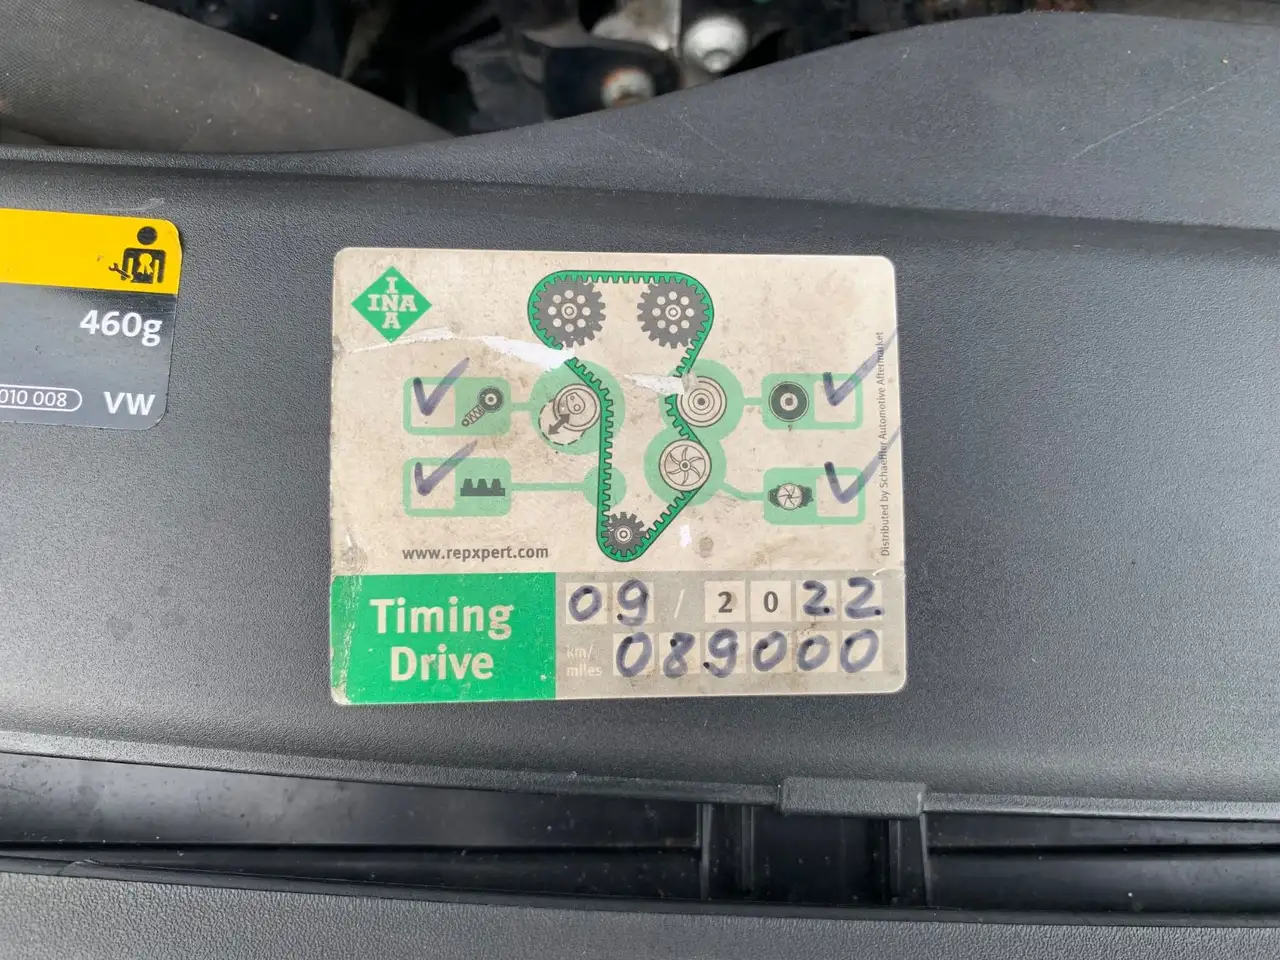 460g
010 008
VW
INA
INA
www.repxpert.com
Distributed by Schaeffler Automotive Aftermarket
Timing
Drive
09 / 2022
km/
miles
089000